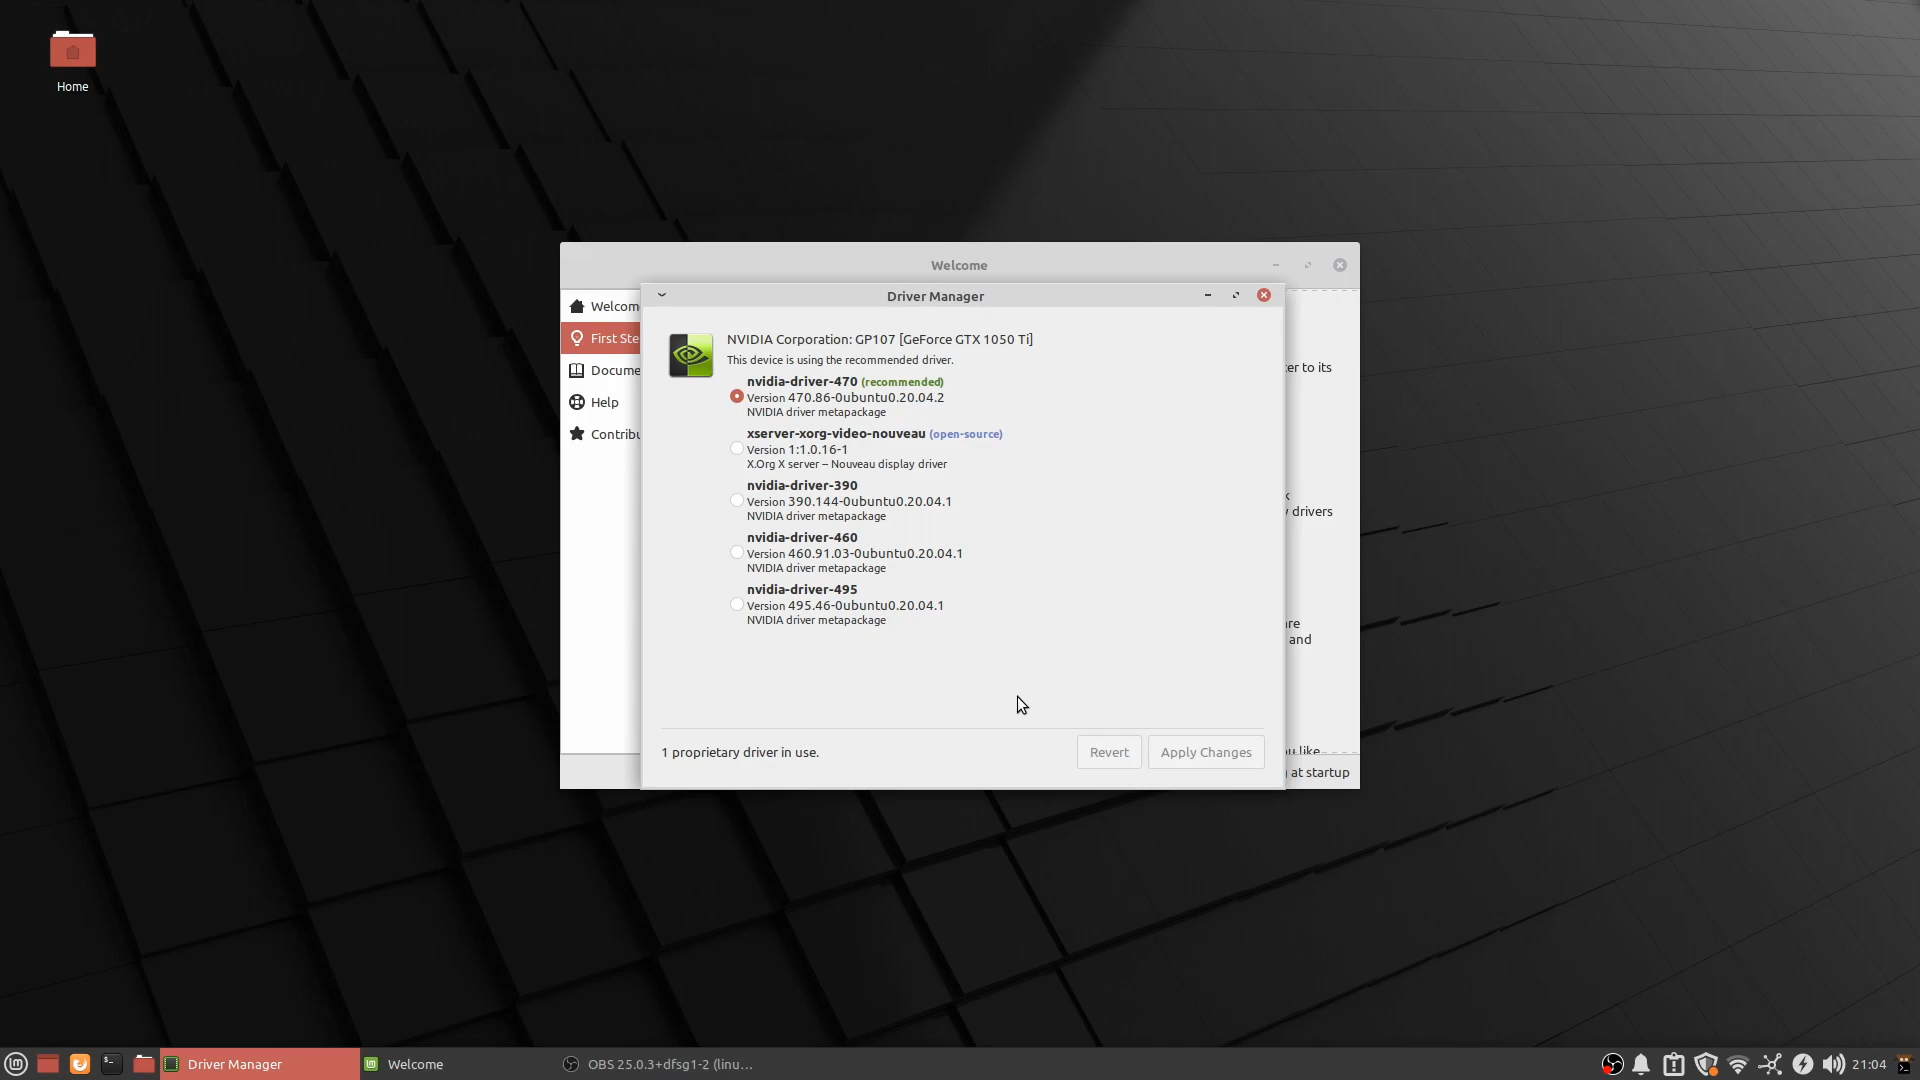 Home
Welcome
Driver Manager
Welcom
First Ste
Docume
Help
Contribu
NVIDIA Corporation: GP107 [GeForce GTX 1050 Ti]
This device is using the recommended driver.
nvidia-driver-470 (recommended)
Version 470.86-0ubuntu0.20.04.2
NVIDIA driver metapackage
xserver-xorg-video-nouveau (open-source)
Version 1:1.0.16-1
X.Org X server – Nouveau display driver
nvidia-driver-390
Version 390.144-0ubuntu0.20.04.1
NVIDIA driver metapackage
nvidia-driver-460
Version 460.91.03-0ubuntu0.20.04.1
NVIDIA driver metapackage
nvidia-driver-495
Version 495.46-0ubuntu0.20.04.1
NVIDIA driver metapackage
er to its
k
drivers
re
and
u like
at startup
1 proprietary driver in use.
Revert
Apply Changes
Driver Manager
Welcome
OBS 25.0.3+dfsg1-2 (linu...
21:04